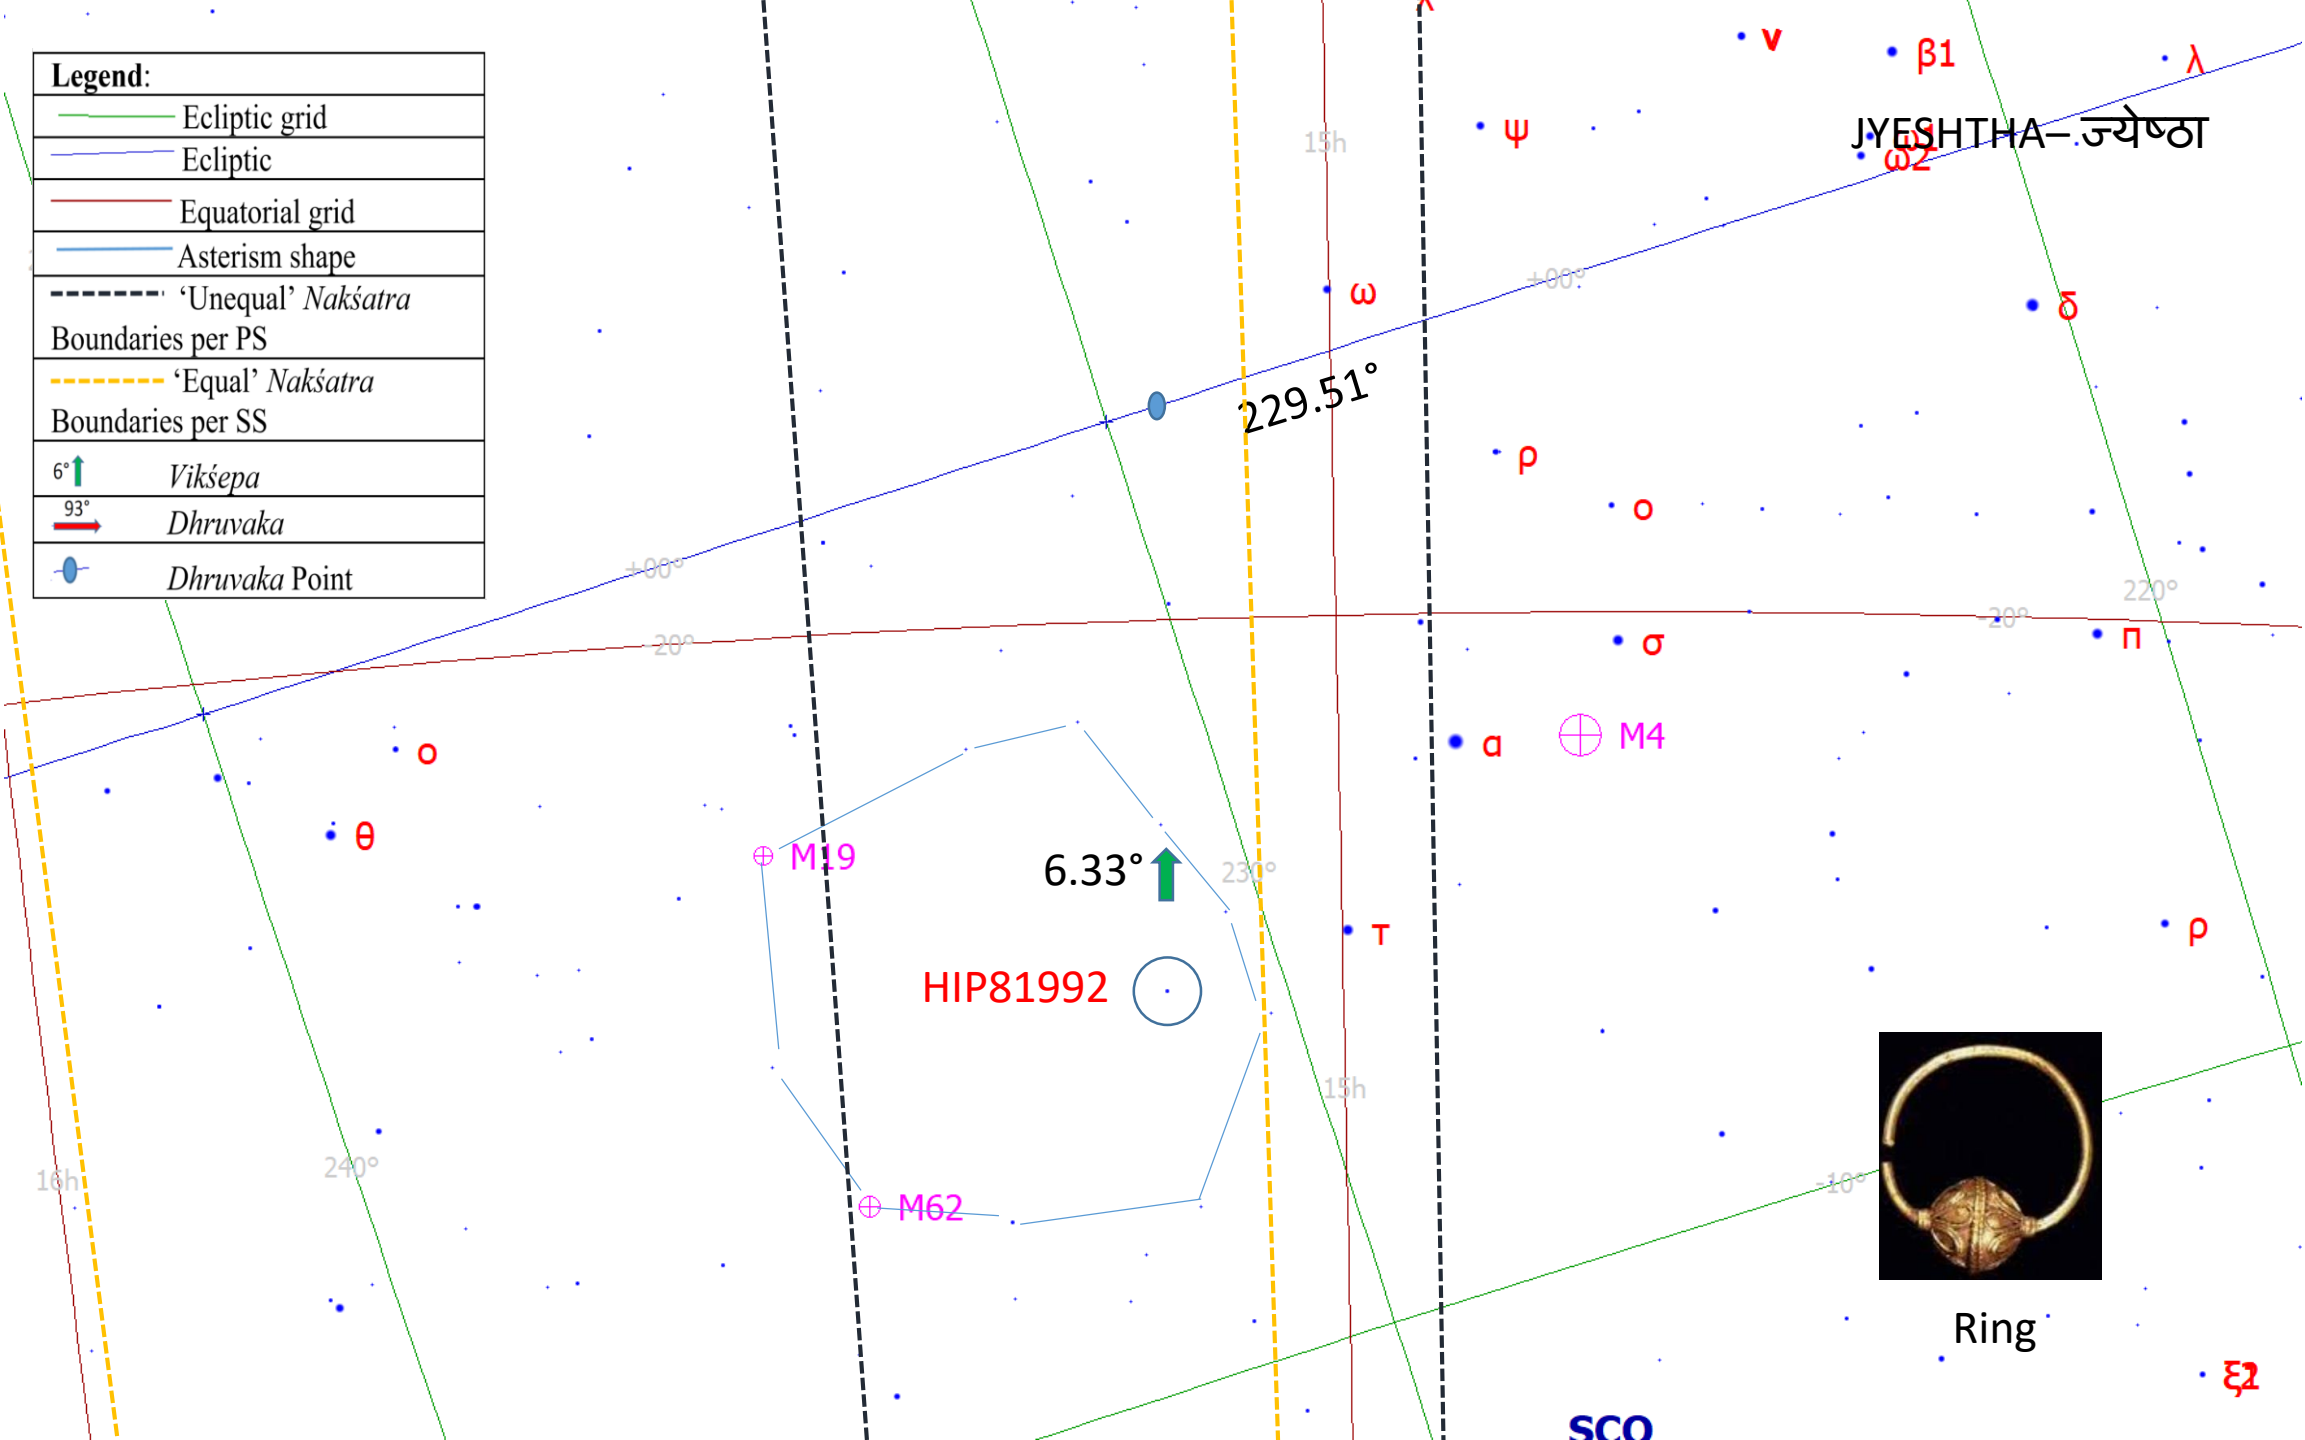 Legend:
Ecliptic grid
Ecliptic
Equatorial grid
Asterism shape
‘Unequal’ Nakśatra
Boundaries per PS
‘Equal’ Nakśatra
Boundaries per SS
6° Vikśepa
93° Dhruvaka
Dhruvaka Point
ν
β1
λ
ψ
15h
JYESHTHA– ज्येष्ठा
ω1
ω2
+00°
ω
δ
229.51°
ρ
ο
+00°
220°
-20°
-20°
σ
π
α
M4
ο
θ
M19
6.33°
230°
τ
ρ
HIP81992
15h
240°
16h
-10°
M62
Ring
SCO